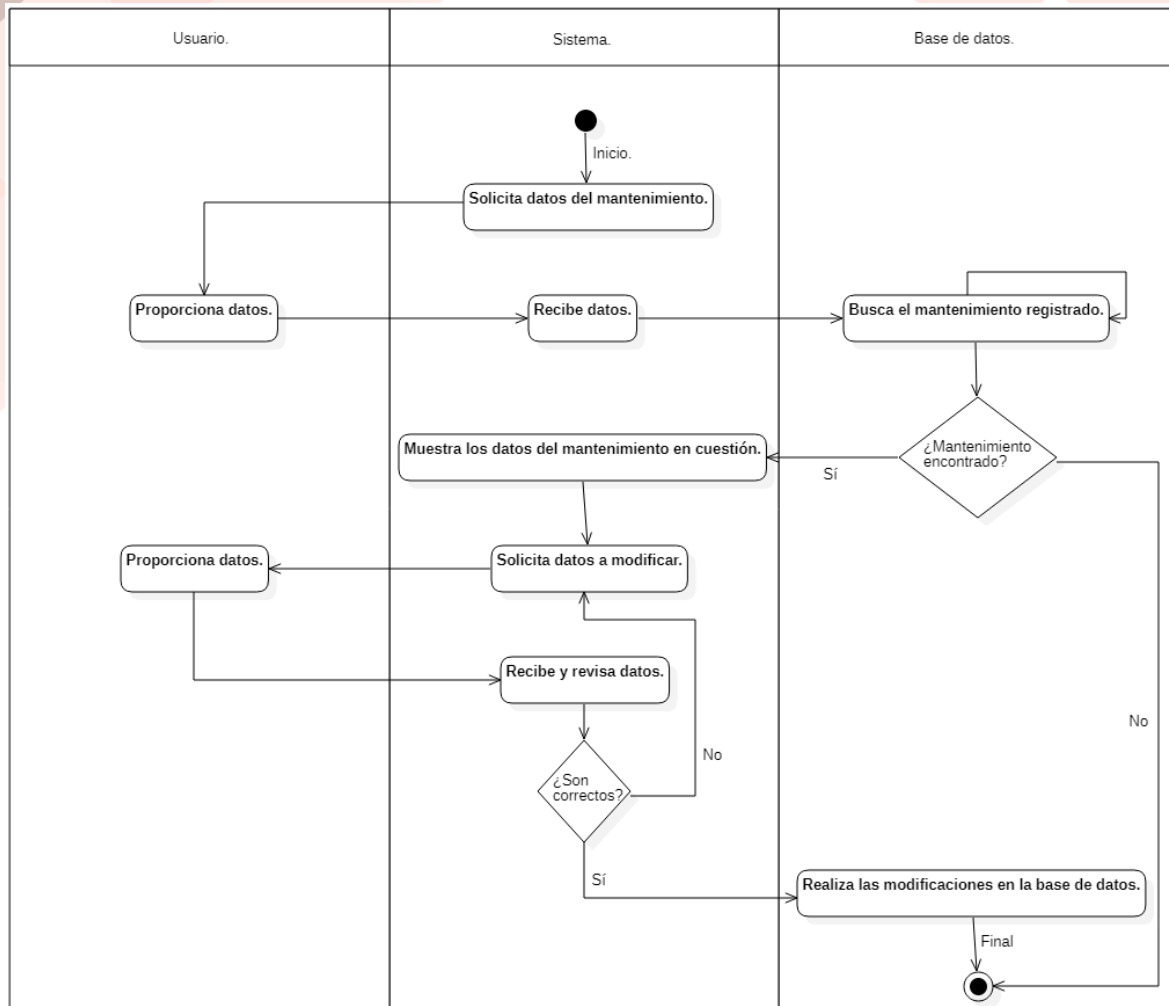 Usuario.
Sistema.
Base de datos.
Inicio.
Solicita datos del mantenimiento.
Proporciona datos.
Recibe datos.
Busca el mantenimiento registrado.
¿Mantenimiento
encontrado?
Muestra los datos del mantenimiento en cuestión.
Sí
Proporciona datos.
Solicita datos a modificar.
Recibe y revisa datos.
No
No
¿Son
correctos?
Sí
Realiza las modificaciones en la base de datos.
Final